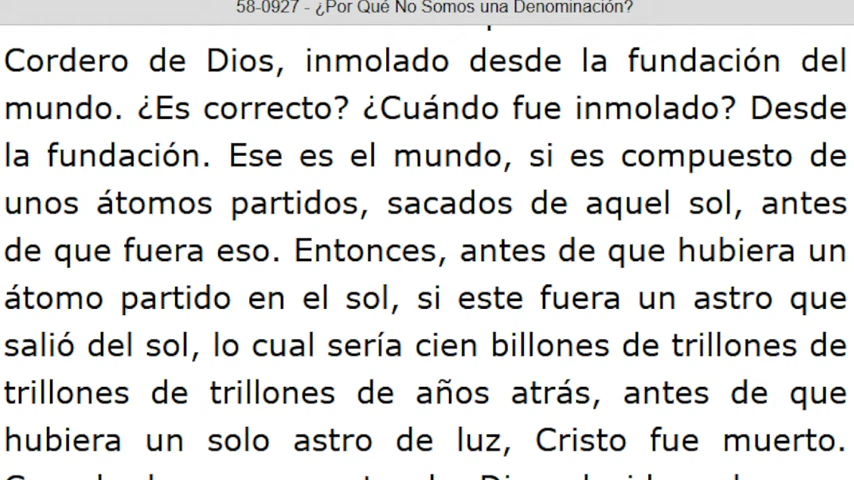 58-0927 - ¿Por Qué No Somos una Denominación?
Cordero de Dios, inmolado desde la fundación del
mundo. ¿Es correcto? ¿Cuándo fue inmolado? Desde
la fundación. Ese es el mundo, si es compuesto de
unos átomos partidos, sacados de aquel sol, antes
de que fuera eso. Entonces, antes de que hubiera un
átomo partido en el sol, si este fuera un astro que
salió del sol, lo cual sería cien billones de trillones de
trillones de trillones de años atrás, antes de que
hubiera un solo astro de luz, Cristo fue muerto.